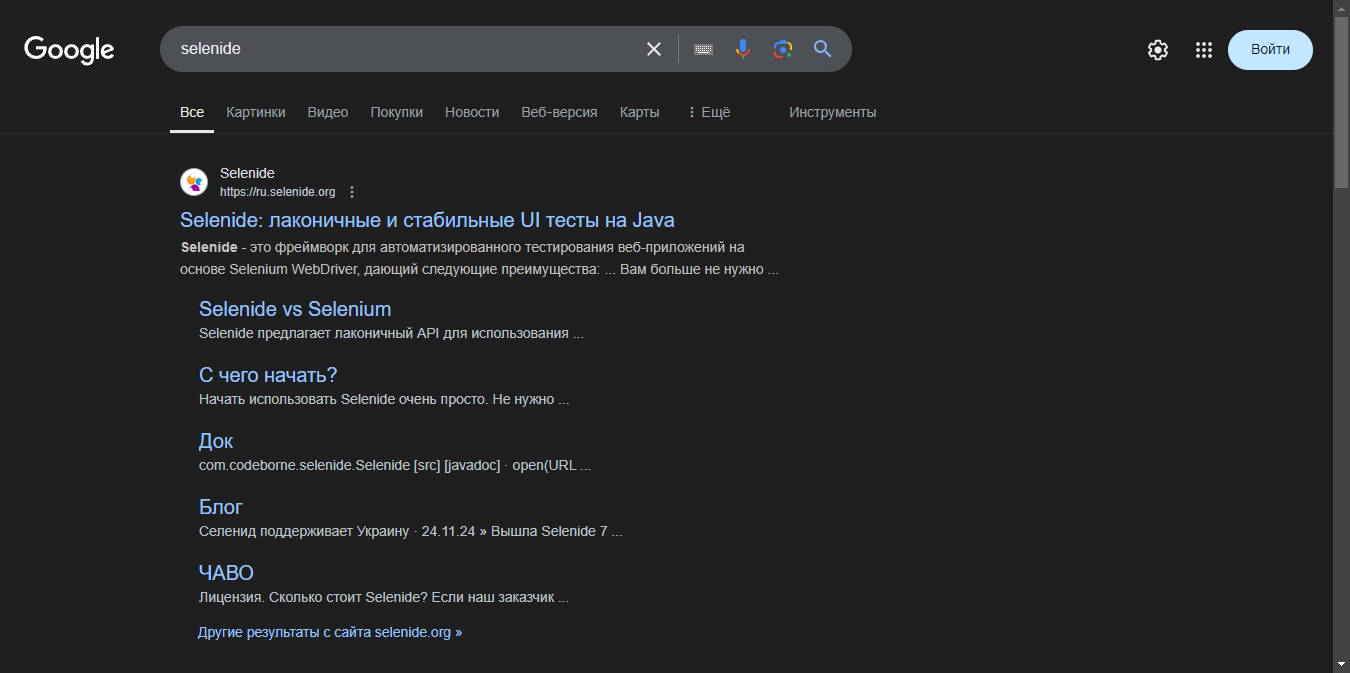 Google
selenide
Войти
Все Картинки Видео Покупки Новости Веб-версия Карты Ещё Инструменты
Selenide
https://ru.selenide.org
Selenide: лаконичные и стабильные UI тесты на Java
Selenide - это фреймворк для автоматизированного тестирования веб-приложений на
основе Selenium WebDriver, дающий следующие преимущества: ... Вам больше не нужно ...
Selenide vs Selenium
Selenide предлагает лаконичный API для использования ...
С чего начать?
Начать использовать Selenide очень просто. Не нужно ...
Док
com.codeborne.selenide.Selenide [src] [javadoc] · open(URL ...
Блог
Селенид поддерживает Украину · 24.11.24 » Вышла Selenide 7 ...
ЧАВО
Лицензия. Сколько стоит Selenide? Если наш заказчик ...
Другие результаты с сайта selenide.org »